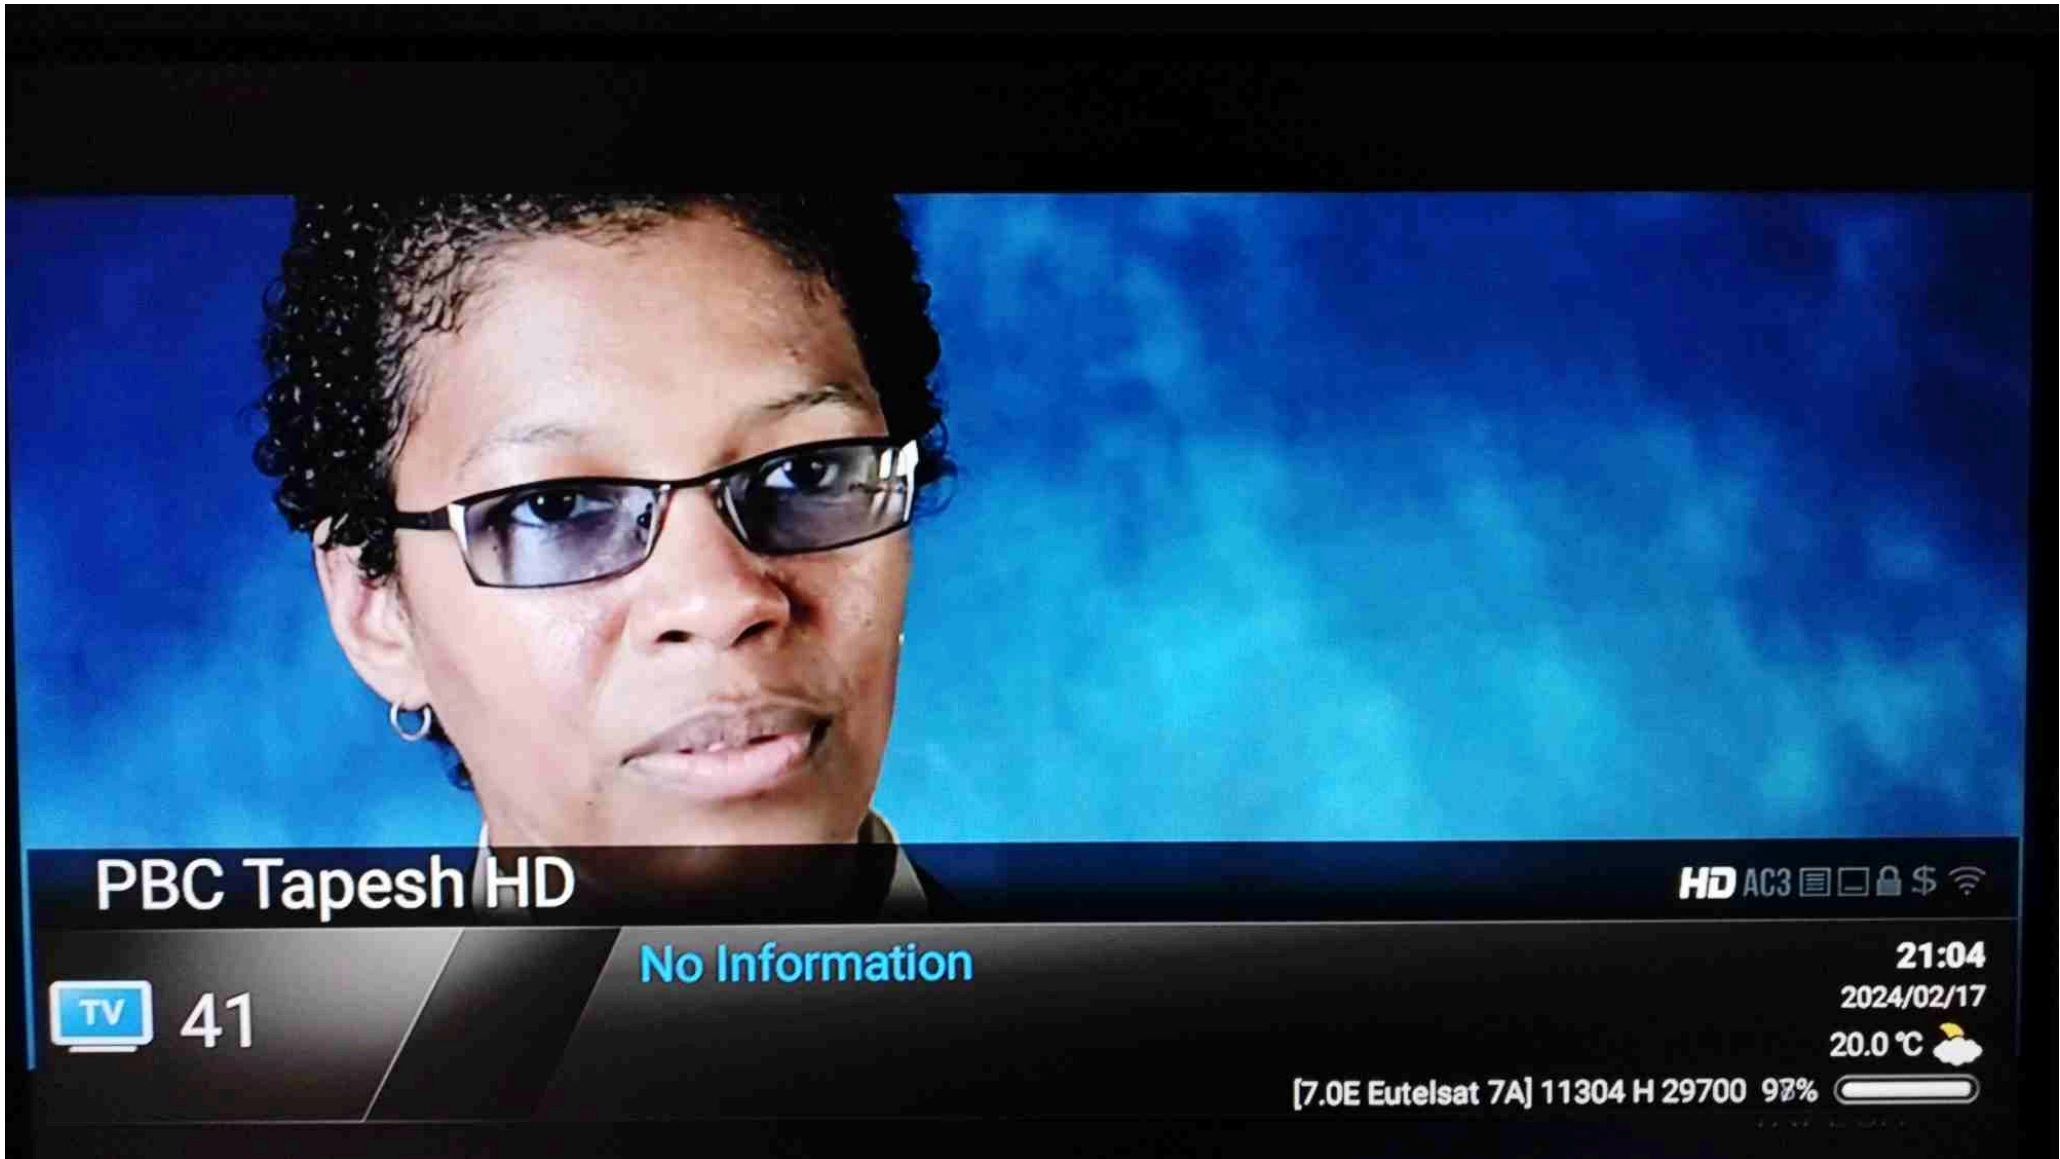 PBC Tapesh HD
HD AC3 $
No Information
21:04
TV 41
2024/02/17
20.0 °C
[7.0E Eutelsat 7A] 11304 H 29700